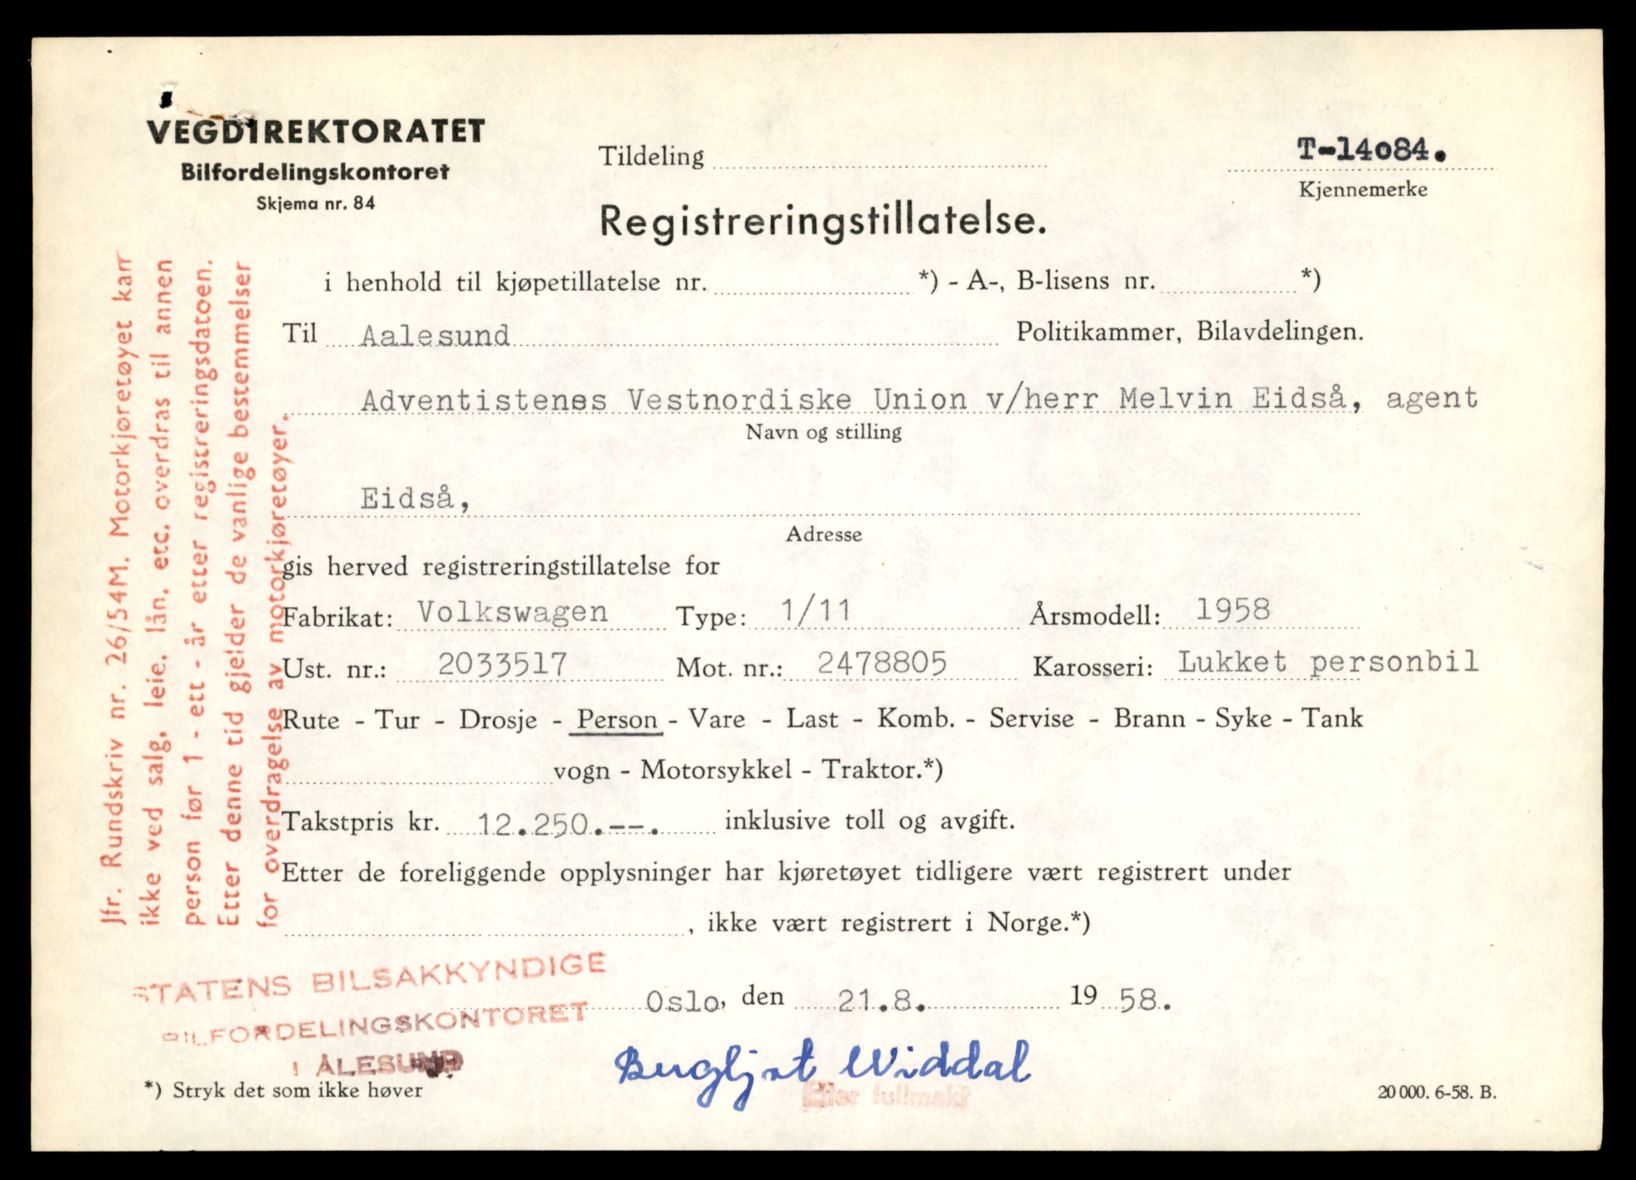 VEGDIREKTORATET
Bilfordelingskontoret
Skjema nr. 84
Tildeling
T-14084.
Kjennemerke
Registreringstillatelse.
i henhold til kjøpetillatelse nr. *) - A-, B-lisens nr. *)
Til Aalesund Politikammer, Bilavdelingen.
Adventistenes Vestnordiske Union v/herr Melvin Eidså, agent
Navn og stilling
Eidså,
Adresse
gis herved registreringstillatelse for
Fabrikat: Volkswagen Type: 1/11 Årsmodell: 1958
Ust. nr.: 2033517 Mot. nr.: 2478805 Karosseri: Lukket personbil
Rute - Tur - Drosje - Person - Vare - Last - Komb. - Servise - Brann - Syke - Tank
vogn - Motorsykkel - Traktor.*)
Takstpris kr. 12.250.--. inklusive toll og avgift.
Etter de foreliggende opplysninger har kjøretøyet tidligere vært registrert under
, ikke vært registrert i Norge.*)
Oslo, den 21.8. 19 58.
Bergljot Widdal
*) Stryk det som ikke høver
20 000. 6-58. B.
Jfr. Rundskriv nr. 26/54M. Motorkjøretøyet kan
ikke ved salg, leie, lån, etc. overdras til annen
person før 1 - ett - år etter registreringsdatoen.
Etter denne tid gjelder de vanlige bestemmelser
for overdragelse av motorkjøretøyer.
STATENS BILSAKKYNDIGE
BILFORDELINGSKONTORET
I ÅLESUND
Etter fullmakt